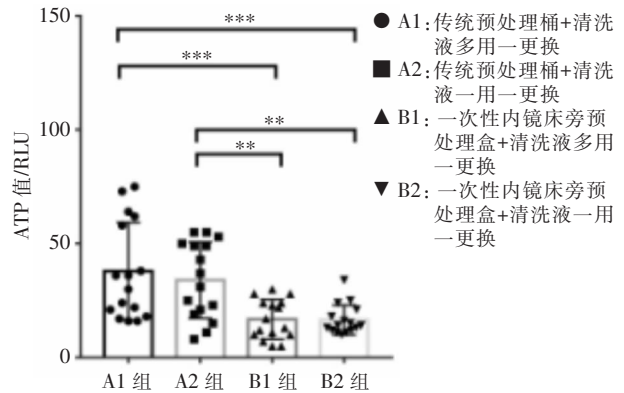 150
100
50
0
ATP 值/RLU
***
***
**
**
A1 组
A2 组
B1 组
B2 组
● A1:传统预处理桶+清洗
液多用一更换
■ A2:传统预处理桶+清洗
液一用一更换
▲ B1:一次性内镜床旁预
处理盒+清洗液多用
一更换
▼ B2:一次性内镜床旁预
处理盒+清洗液一用
一更换